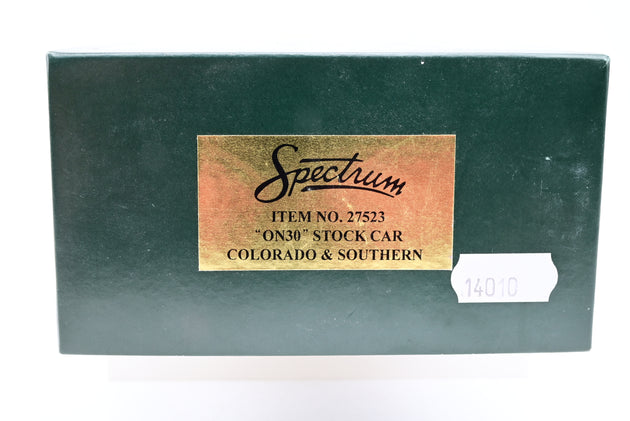 Spectrum
ITEM NO. 27523
"ON30" STOCK CAR
COLORADO & SOUTHERN
14010